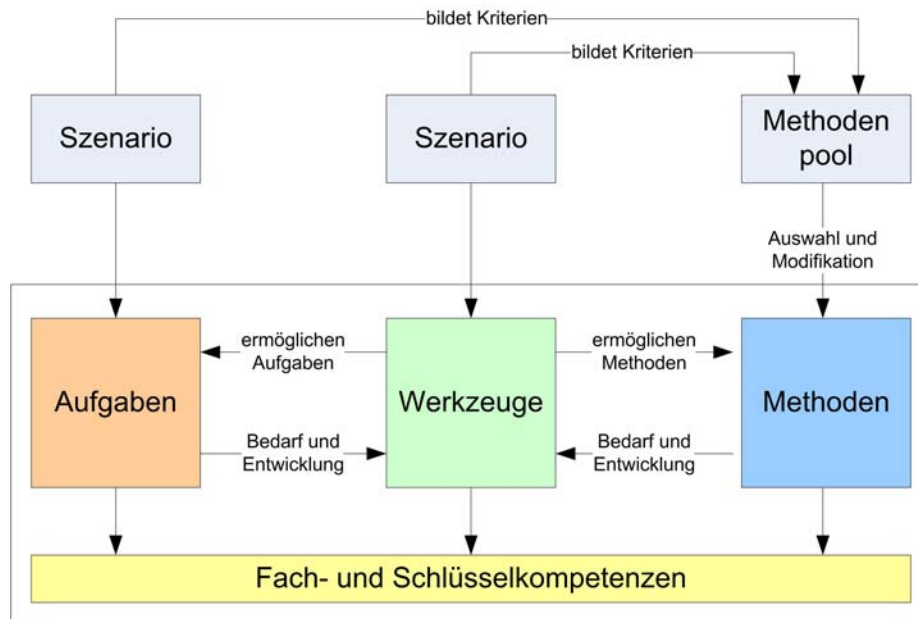 bildet Kriterien
bildet Kriterien
Szenario
Szenario
Methoden
pool
Auswahl und
Modifikation
ermöglichen
Aufgaben
ermöglichen
Methoden
Aufgaben
Werkzeuge
Methoden
Bedarf und
Entwicklung
Bedarf und
Entwicklung
Fach- und Schlüsselkompetenzen